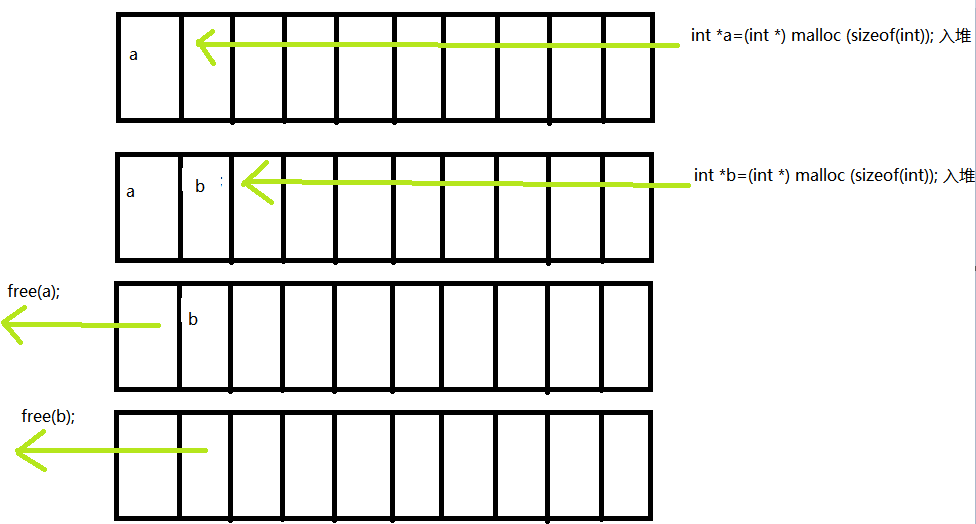 a
int *a=(int *) malloc (sizeof(int)); 入堆
a
b
int *b=(int *) malloc (sizeof(int)); 入堆
free(a);
b
free(b);